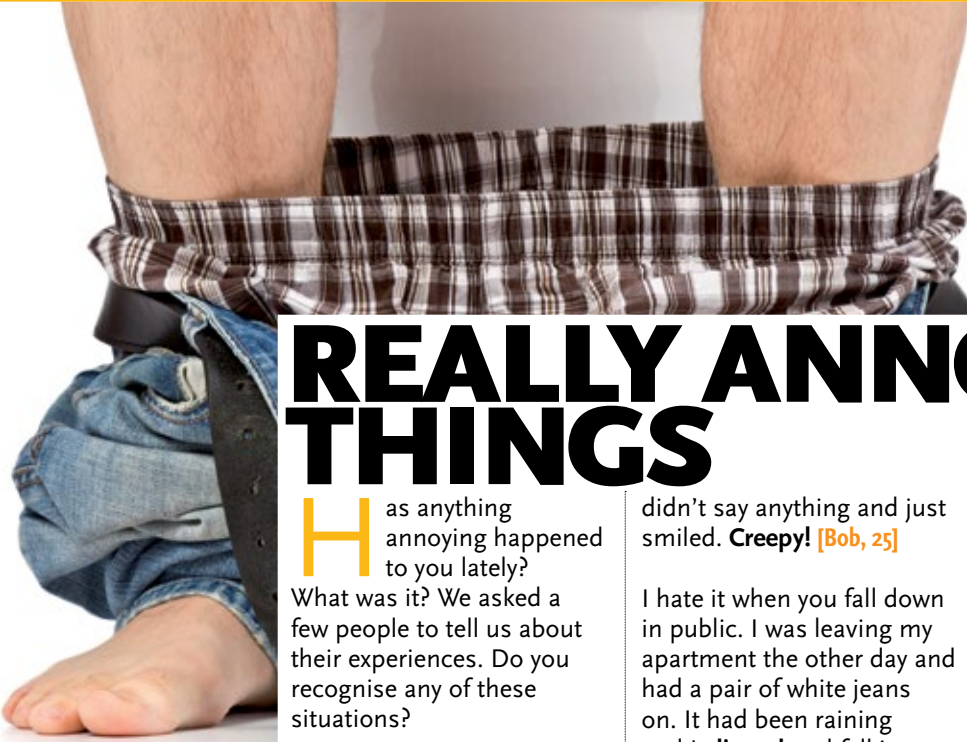 REALLY
THINGS
Has anything
annoying happened
to you lately?
What was it? We asked a
few people to tell us about
their experiences. Do you
recognise any of these
situations?
didn't say anything and just
smiled. Creepy! [Bob, 25]
I hate it when you fall down
in public. I was leaving my
apartment the other day and
had a pair of white jeans
on. It had been raining